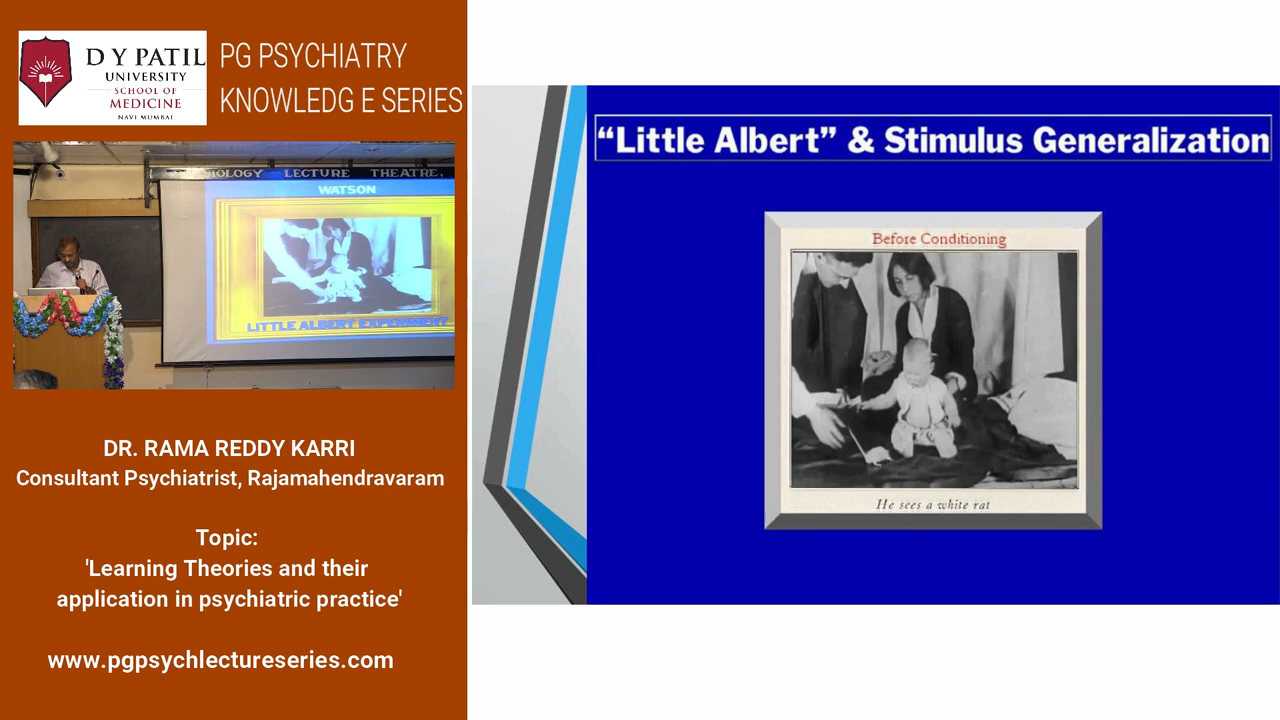 D Y PATIL
UNIVERSITY
SCHOOL OF
MEDICINE
NAVI MUMBAI
PG PSYCHIATRY
KNOWLEDG E SERIES
LECTURE THEATRE,
WATSON
LITTLE ALBERT EXPERIMENT
DR. RAMA REDDY KARRI
Consultant Psychiatrist, Rajamahendravaram
Topic:
'Learning Theories and their
application in psychiatric practice'
www.pgpsychlectureseries.com
“Little Albert” & Stimulus Generalization
Before Conditioning
He sees a white rat